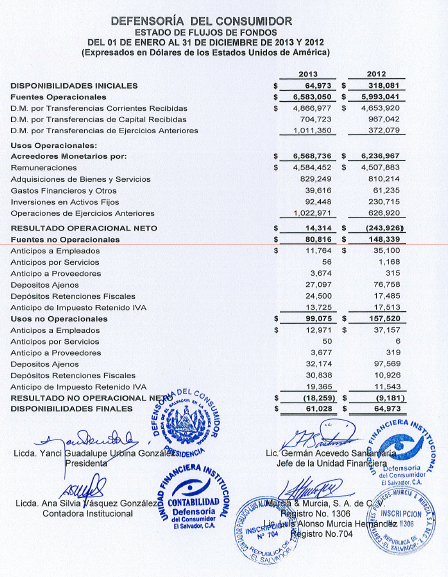 DEFENSORÍA DEL CONSUMIDOR
ESTADO DE FLUJOS DE FONDOS
DEL 01 DE ENERO AL 31 DE DICIEMBRE DE 2013 Y 2012
(Expresados en Dólares de los Estados Unidos de América)
2013 2012
DISPONIBILIDADES INICIALES $ 64,973 $ 318,081
Fuentes Operacionales $ 6,583,050 $ 5,993,041
D.M. por Transferencias Corrientes Recibidas $ 4,866,977 $ 4,653,920
D.M. por Transferencias de Capital Recibidas 704,723 967,042
D.M. por Transferencias de Ejercicios Anteriores 1,011,350 372,079
Usos Operacionales:
Acreedores Monetarios por: $ 6,568,736 $ 6,236,967
Remuneraciones $ 4,584,452 $ 4,507,883
Adquisiciones de Bienes y Servicios 829,249 810,214
Gastos Financieros y Otros 39,616 61,235
Inversiones en Activos Fijos 92,448 230,715
Operaciones de Ejercicios Anteriores 1,022,971 626,920
RESULTADO OPERACIONAL NETO $ 14,314 $ (243,926)
Fuentes no Operacionales $ 80,816 $ 148,339
Anticipos a Empleados $ 11,764 $ 35,100
Anticipos por Servicios 56 1,168
Anticipo a Proveedores 3,674 315
Depositos Ajenos 27,097 76,758
Depósitos Retenciones Fiscales 24,500 17,485
Anticipo de Impuesto Retenido IVA 13,725 17,513
Usos no Operacionales $ 99,075 $ 157,520
Anticipos a Empleados $ 12,971 $ 37,157
Anticipos por Servicios 50 6
Anticipo a Proveedores 3,677 319
Depositos Ajenos 32,174 97,569
Depósitos Retenciones Fiscales 30,838 10,926
Anticipo de Impuesto Retenido IVA 19,365 11,543
RESULTADO NO OPERACIONAL NETO $ (18,259) $ (9,181)
DISPONIBILIDADES FINALES $ 61,028 $ 64,973
DEFENSORÍA DEL CONSUMIDOR
PRESIDENCIA
Licda. Yanci Guadalupe Urbina González
Presidenta
Lic. Germán Acevedo Santamaría
Jefe de la Unidad Financiera
UNIDAD FINANCIERA INSTITUCIONAL
Defensoría
del Consumidor
El Salvador, C.A.
Licda. Ana Silvia Vásquez González
Contadora Institucional
UNIDAD FINANCIERA INSTITUCIONAL
CONTABILIDAD
Defensoría
del Consumidor
El Salvador, C.A.
Murcia & Murcia, S. A. de C. V.
Registro No. 1306
Lic. Luis Alonso Murcia Hernández
Registro No.704
INSCRIPCION
Nº 704
REPUBLICA DE EL SALVADOR
INSCRIPCION
1306